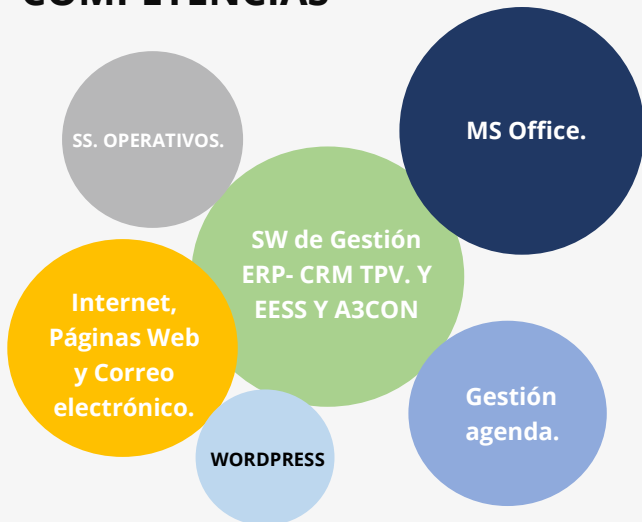 COMPETENCIAS
MS Office.
SS. OPERATIVOS.
SW de Gestión
ERP- CRM TPV. Y
EESS Y A3CON
Internet,
Páginas Web
y Correo
electrónico.
Gestión
agenda.
WORDPRESS